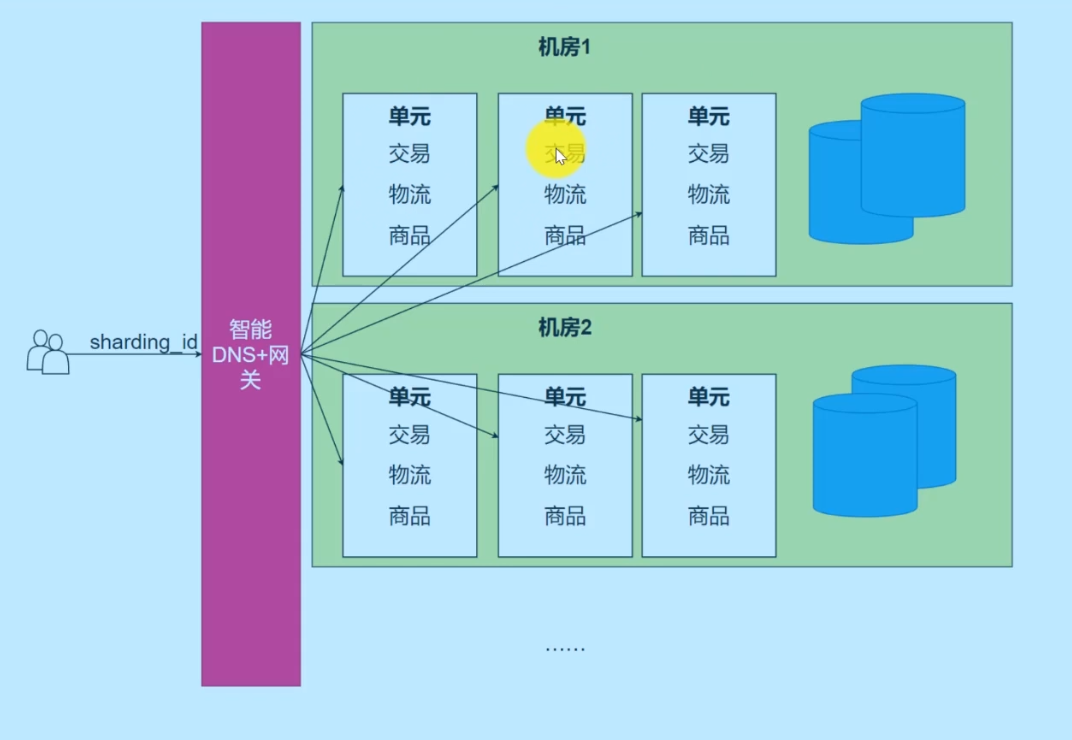 机房1
单元
交易
物流
商品
单元
交易
物流
商品
单元
交易
物流
商品
sharding_id
智能
DNS+网
关
机房2
单元
交易
物流
商品
单元
交易
物流
商品
单元
交易
物流
商品
......